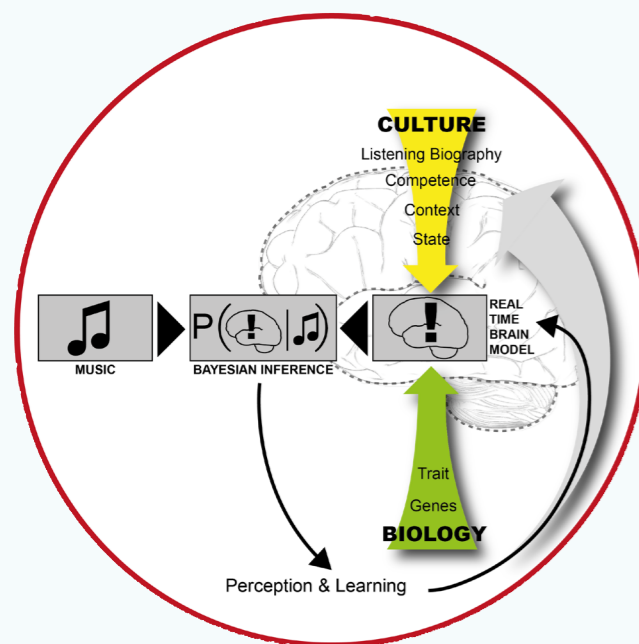 CULTURE
Listening Biography
Competence
Context
State
MUSIC
P(!|♫)
BAYESIAN INFERENCE
!
REAL
TIME
BRAIN
MODEL
Trait
Genes
BIOLOGY
Perception & Learning